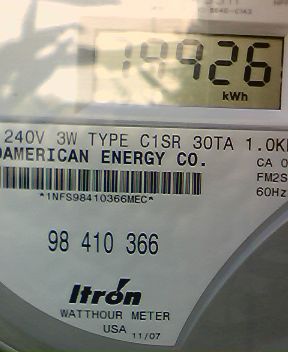 14926
kWh
240V 3W TYPE C1SR 30TA 1.0K
AMERICAN ENERGY CO.
CA 0
FM2S
60Hz
*1NFS98410366MEC*
98 410 366
Itron
WATTHOUR METER
USA 11/07